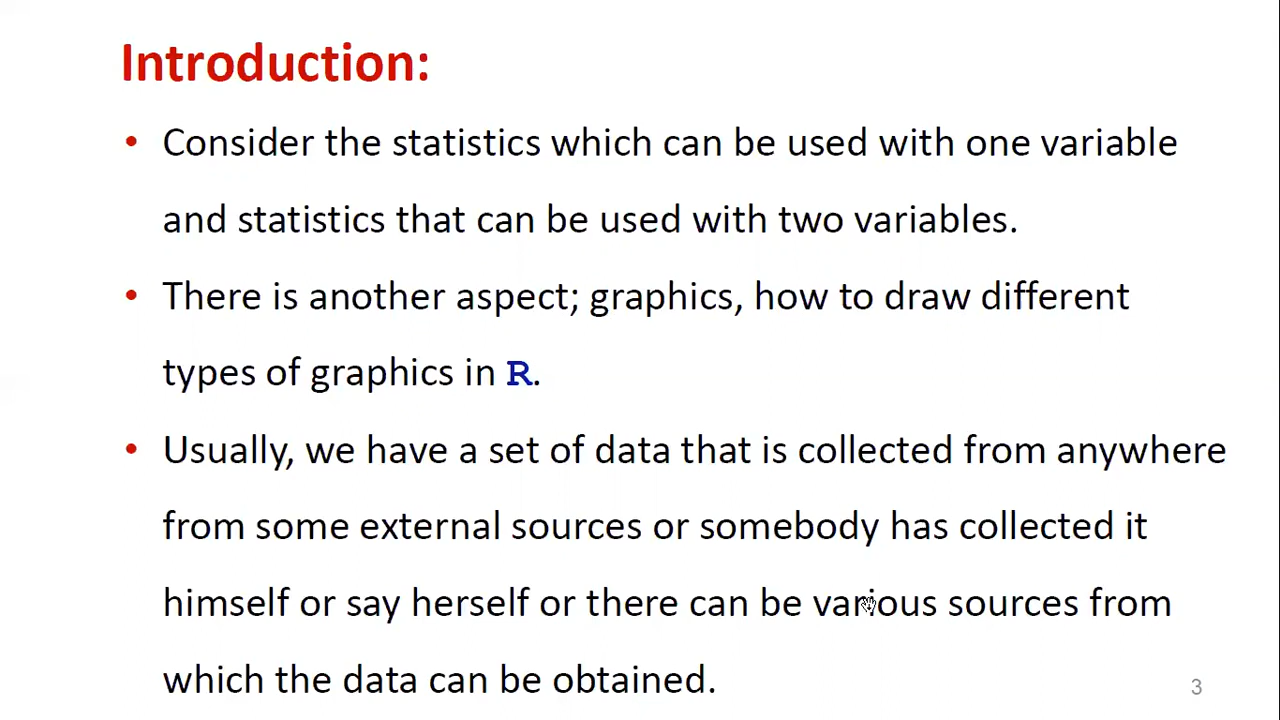 Introduction:
• Consider the statistics which can be used with one variable
and statistics that can be used with two variables.
• There is another aspect; graphics, how to draw different
types of graphics in R.
• Usually, we have a set of data that is collected from anywhere
from some external sources or somebody has collected it
himself or say herself or there can be various sources from
which the data can be obtained.
3